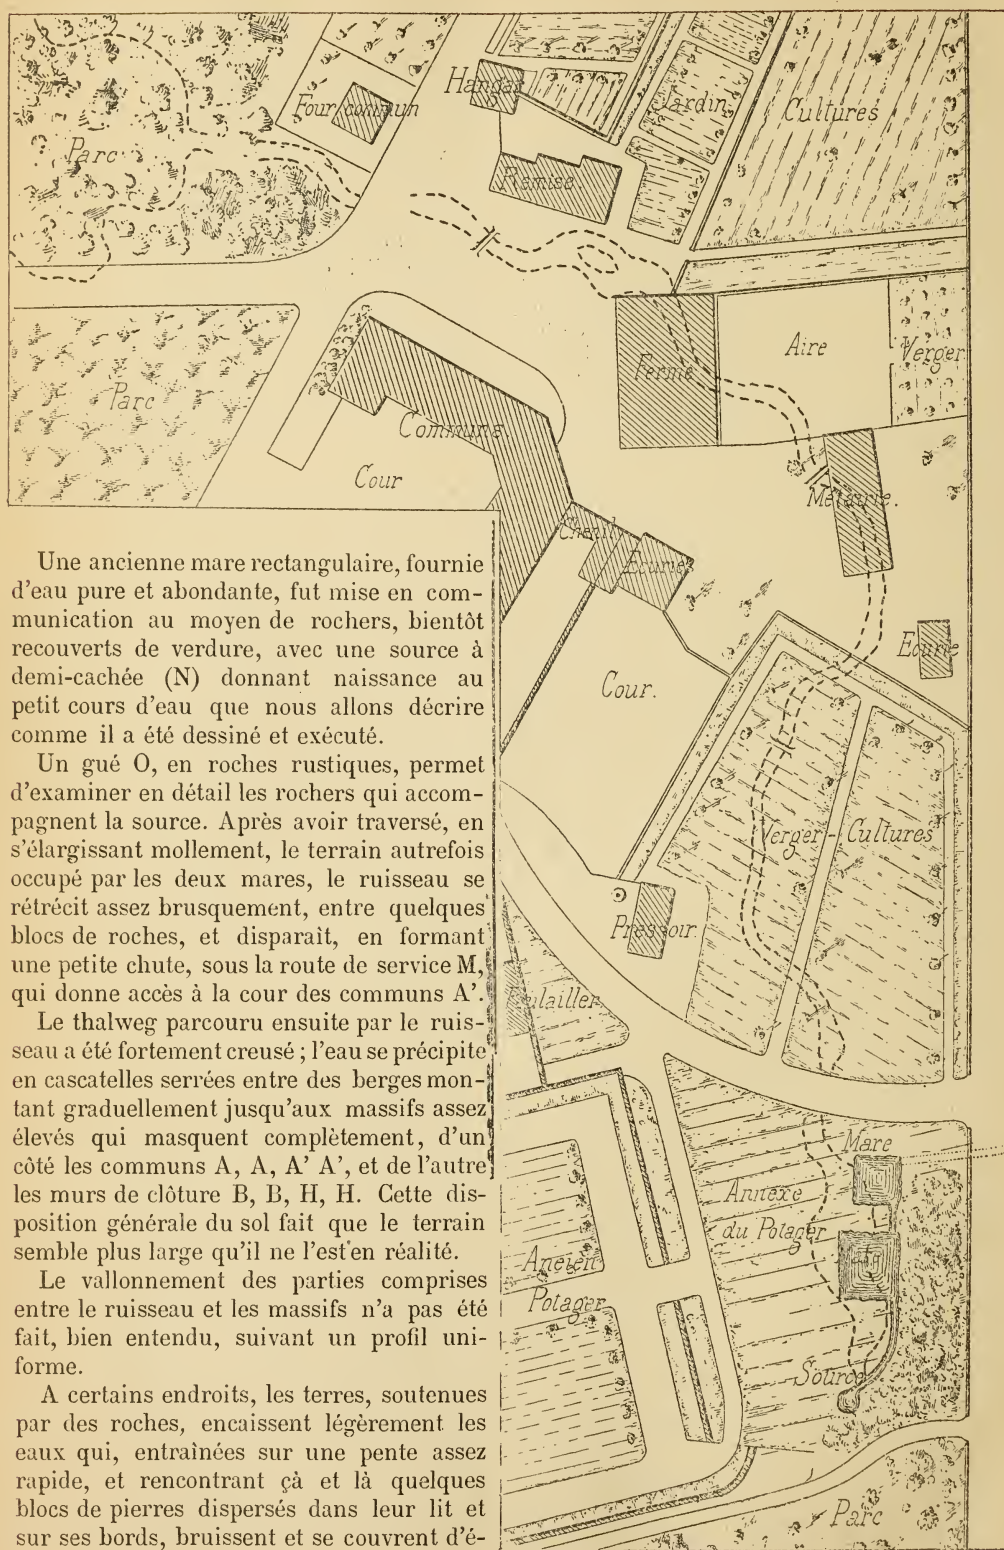 Parc
Four commun
Hangar
Remise
Jardin
Cultures
Parc
Communs.
Cour
Ferme
Aire
Verger
Métairie.
Chenil
Ecuries
Cour.
Ecurie
Verger-Cultures
Pressoir.
Mare
Annexe
du Potager
Ancien
Potager
Source
Parc
Une ancienne mare rectangulaire, fournie
d'eau pure et abondante, fut mise en com-
munication au moyen de rochers, bientôt
recouverts de verdure, avec une source à
demi-cachée (N) donnant naissance au
petit cours d'eau que nous allons décrire
comme il a été dessiné et exécuté.
Un gué O, en roches rustiques, permet
d'examiner en détail les rochers qui accom-
pagnent la source. Après avoir traversé, en
s'élargissant mollement, le terrain autrefois
occupé par les deux mares, le ruisseau se
rétrécit assez brusquement, entre quelques
blocs de roches, et disparaît, en formant
une petite chute, sous la route de service M,
qui donne accès à la cour des communs A'.
Le thalweg parcouru ensuite par le ruis-
seau a été fortement creusé ; l'eau se précipite
en cascatelles serrées entre des berges mon-
tant graduellement jusqu'aux massifs assez
élevés qui masquent complètement, d'un
côté les communs A, A, A' A', et de l'autre
les murs de clôture B, B, H, H. Cette dis-
position générale du sol fait que le terrain
semble plus large qu'il ne l'est en réalité.
Le vallonnement des parties comprises
entre le ruisseau et les massifs n'a pas été
fait, bien entendu, suivant un profil uni-
forme.
A certains endroits, les terres, soutenues
par des roches, encaissent légèrement les
eaux qui, entraînées sur une pente assez
rapide, et rencontrant çà et là quelques
blocs de pierres dispersés dans leur lit et
sur ses bords, bruissent et se couvrent d'é-